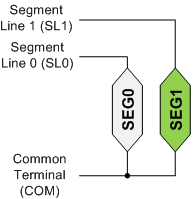 Segment
Line 1 (SL1)
Segment
Line 0 (SL0)
SEG0
SEG1
Common
Terminal
(COM)